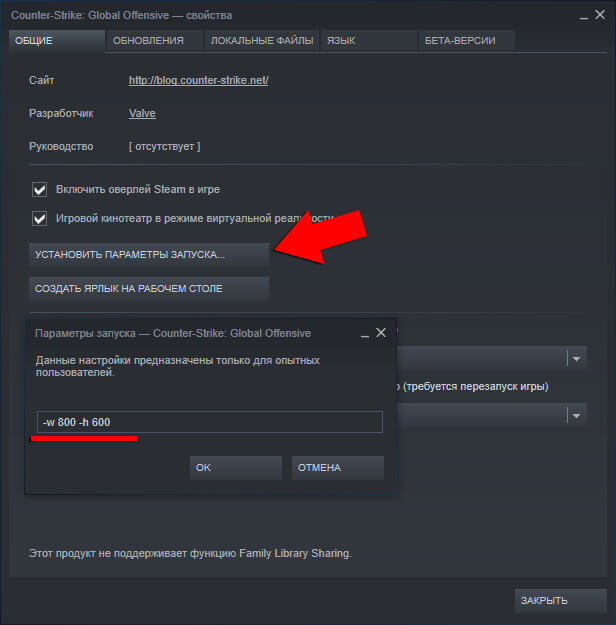 Counter-Strike: Global Offensive — свойства
ОБЩИЕ
ОБНОВЛЕНИЯ
ЛОКАЛЬНЫЕ ФАЙЛЫ
ЯЗЫК
БЕТА-ВЕРСИИ
Сайт
http://blog.counter-strike.net/
Разработчик
Valve
Руководство
[ отсутствует ]
Включить оверлей Steam в игре
Игровой кинотеатр в режиме виртуальной реальности
УСТАНОВИТЬ ПАРАМЕТРЫ ЗАПУСКА...
СОЗДАТЬ ЯРЛЫК НА РАБОЧЕМ СТОЛЕ
Параметры запуска — Counter-Strike: Global Offensive
Данные настройки предназначены только для опытных
пользователей.
(требуется перезапуск игры)
-w 800 -h 600
OK
ОТМЕНА
Этот продукт не поддерживает функцию Family Library Sharing.
ЗАКРЫТЬ